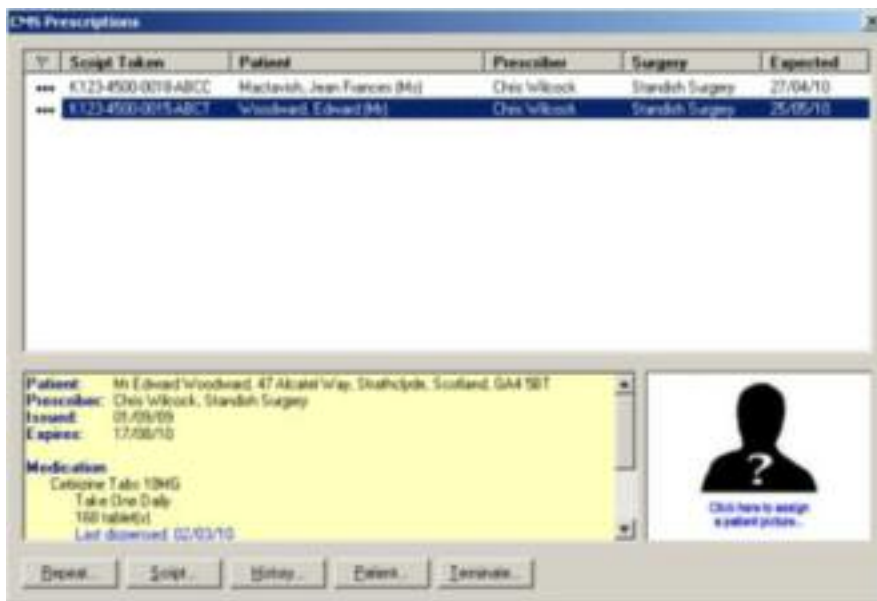 CMS Prescriptions
Script Token Patient Prescriber Surgery Expected
K123-4500-0018-ABCC Mactavish, Jean Frances (Ms) Chris Wilcock Standish Surgery 27/04/10
K123-4500-0015-ABCT Woodward, Edward (Mr) Chris Wilcock Standish Surgery 25/05/10
Patient: Mr Edward Woodward, 47 Alcatel Way, Strathclyde, Scotland, GA4 5BT
Prescriber: Chris Wilcock, Standish Surgery
Issued: 01/09/09
Expires: 17/08/10
Medication
Cetirizine Tabs 10MG
Take One Daily
168 tablet(s)
Last dispensed: 02/03/10
?
Click here to assign
a patient picture...
Repeat... Script... History... Patient... Terminate...